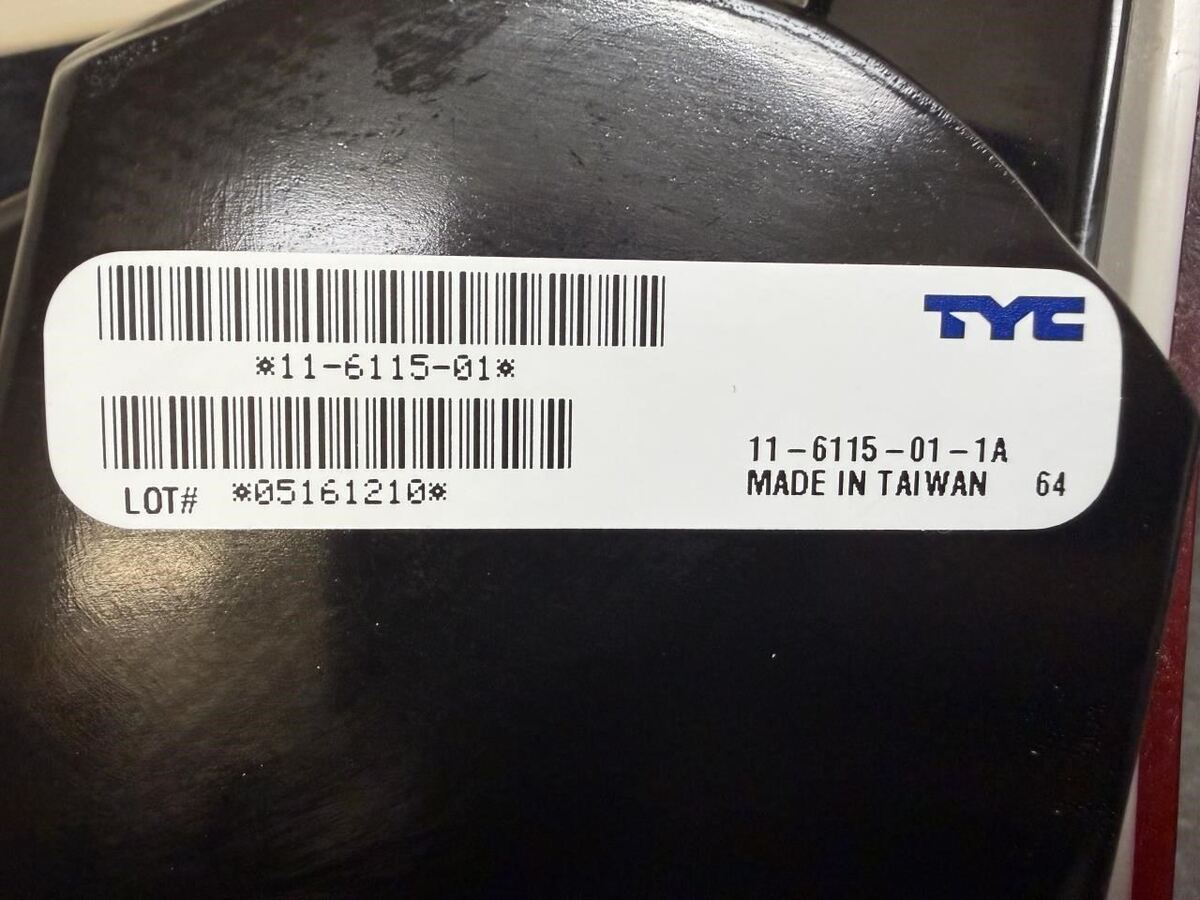 *11-6115-01*
TYC
LOT# *05161210*
11-6115-01-1A
MADE IN TAIWAN 64